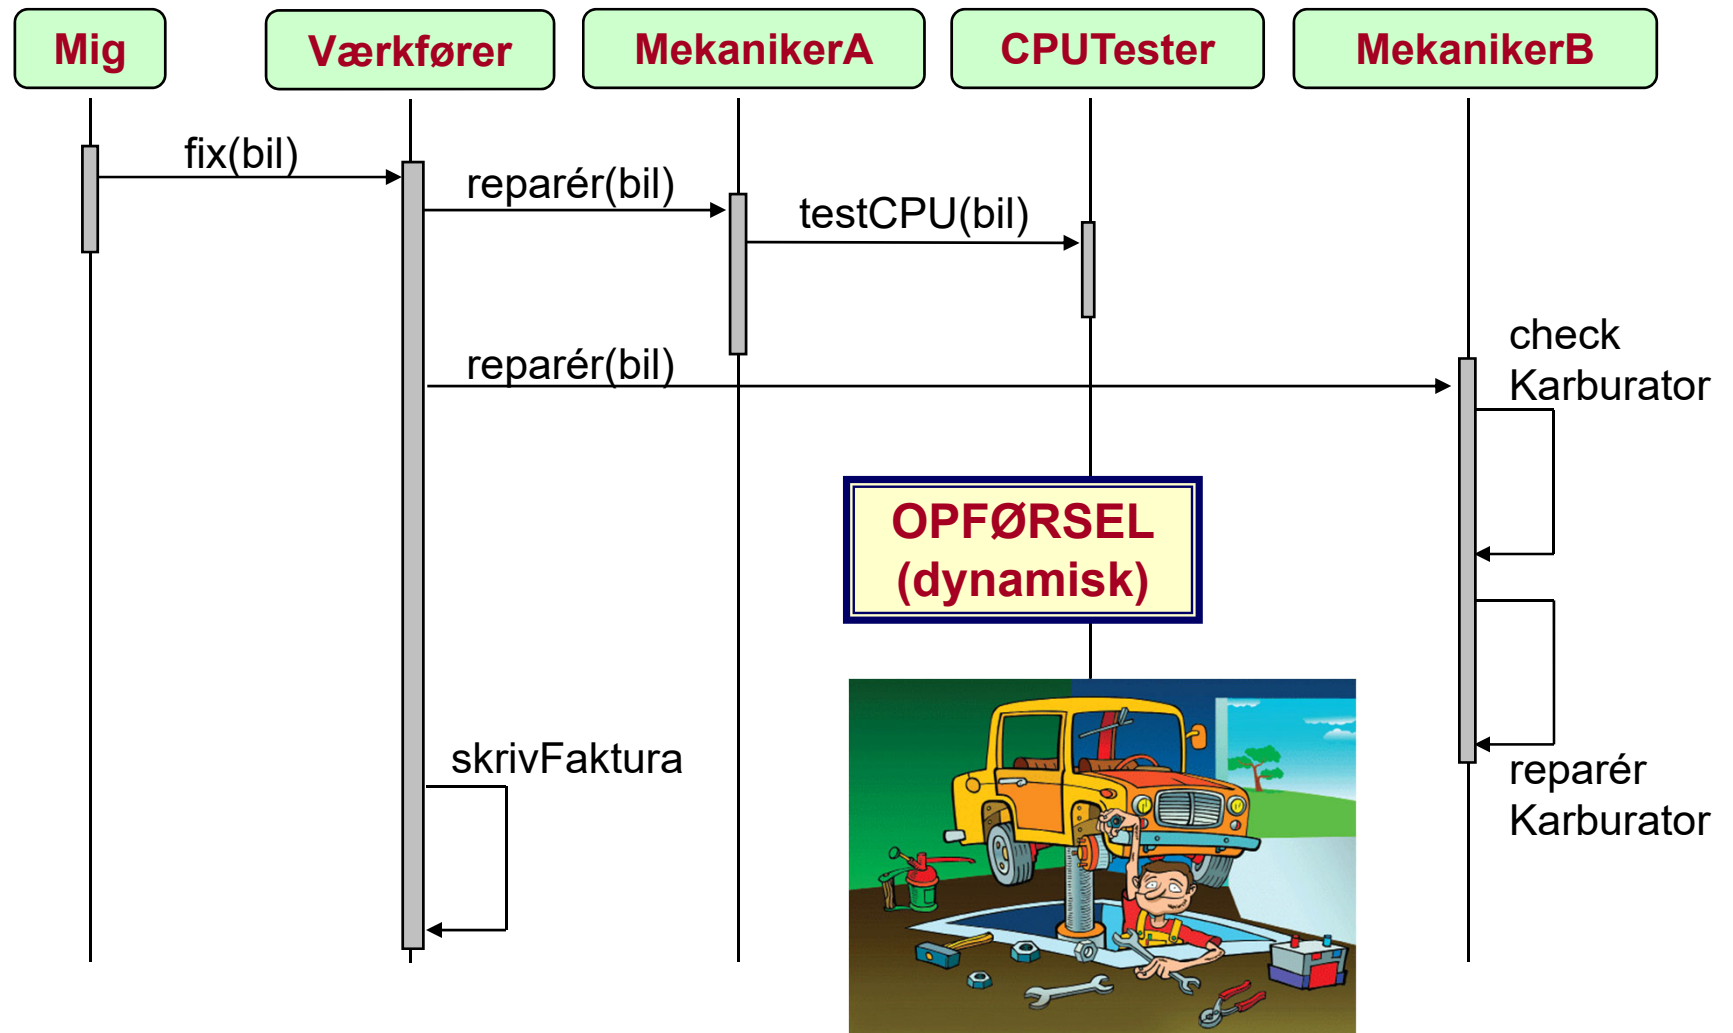 Mig
Værkfører
MekanikerA
CPUTester
MekanikerB
fix(bil)
reparér(bil)
testCPU(bil)
reparér(bil)
check
Karburator
OPFØRSEL
(dynamisk)
skrivFaktura
reparér
Karburator